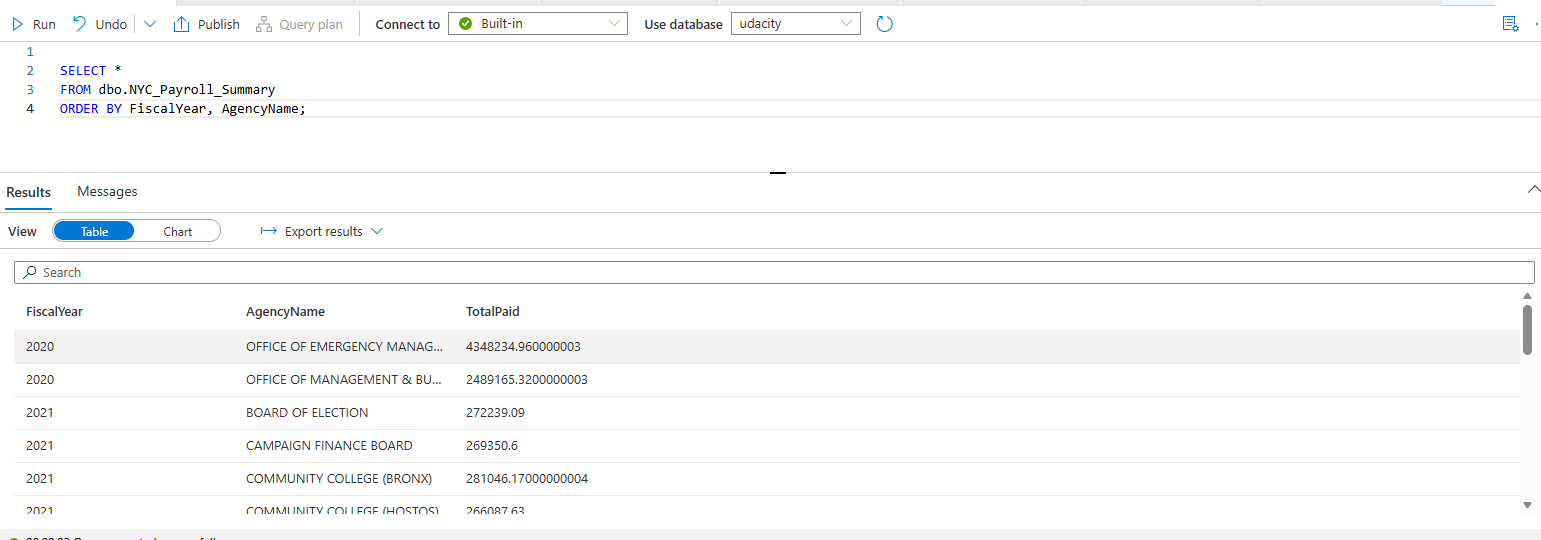 Run Undo Publish Query plan Connect to Built-in Use database udacity
1
2 SELECT *
3 FROM dbo.NYC_Payroll_Summary
4 ORDER BY FiscalYear, AgencyName;
Results Messages
View Table Chart Export results
Search
FiscalYear AgencyName TotalPaid
2020 OFFICE OF EMERGENCY MANAG... 4348234.960000003
2020 OFFICE OF MANAGEMENT & BU... 2489165.3200000003
2021 BOARD OF ELECTION 272239.09
2021 CAMPAIGN FINANCE BOARD 269350.6
2021 COMMUNITY COLLEGE (BRONX) 281046.17000000004
2021 COMMUNITY COLLEGE (HOSTOS) 266087.63